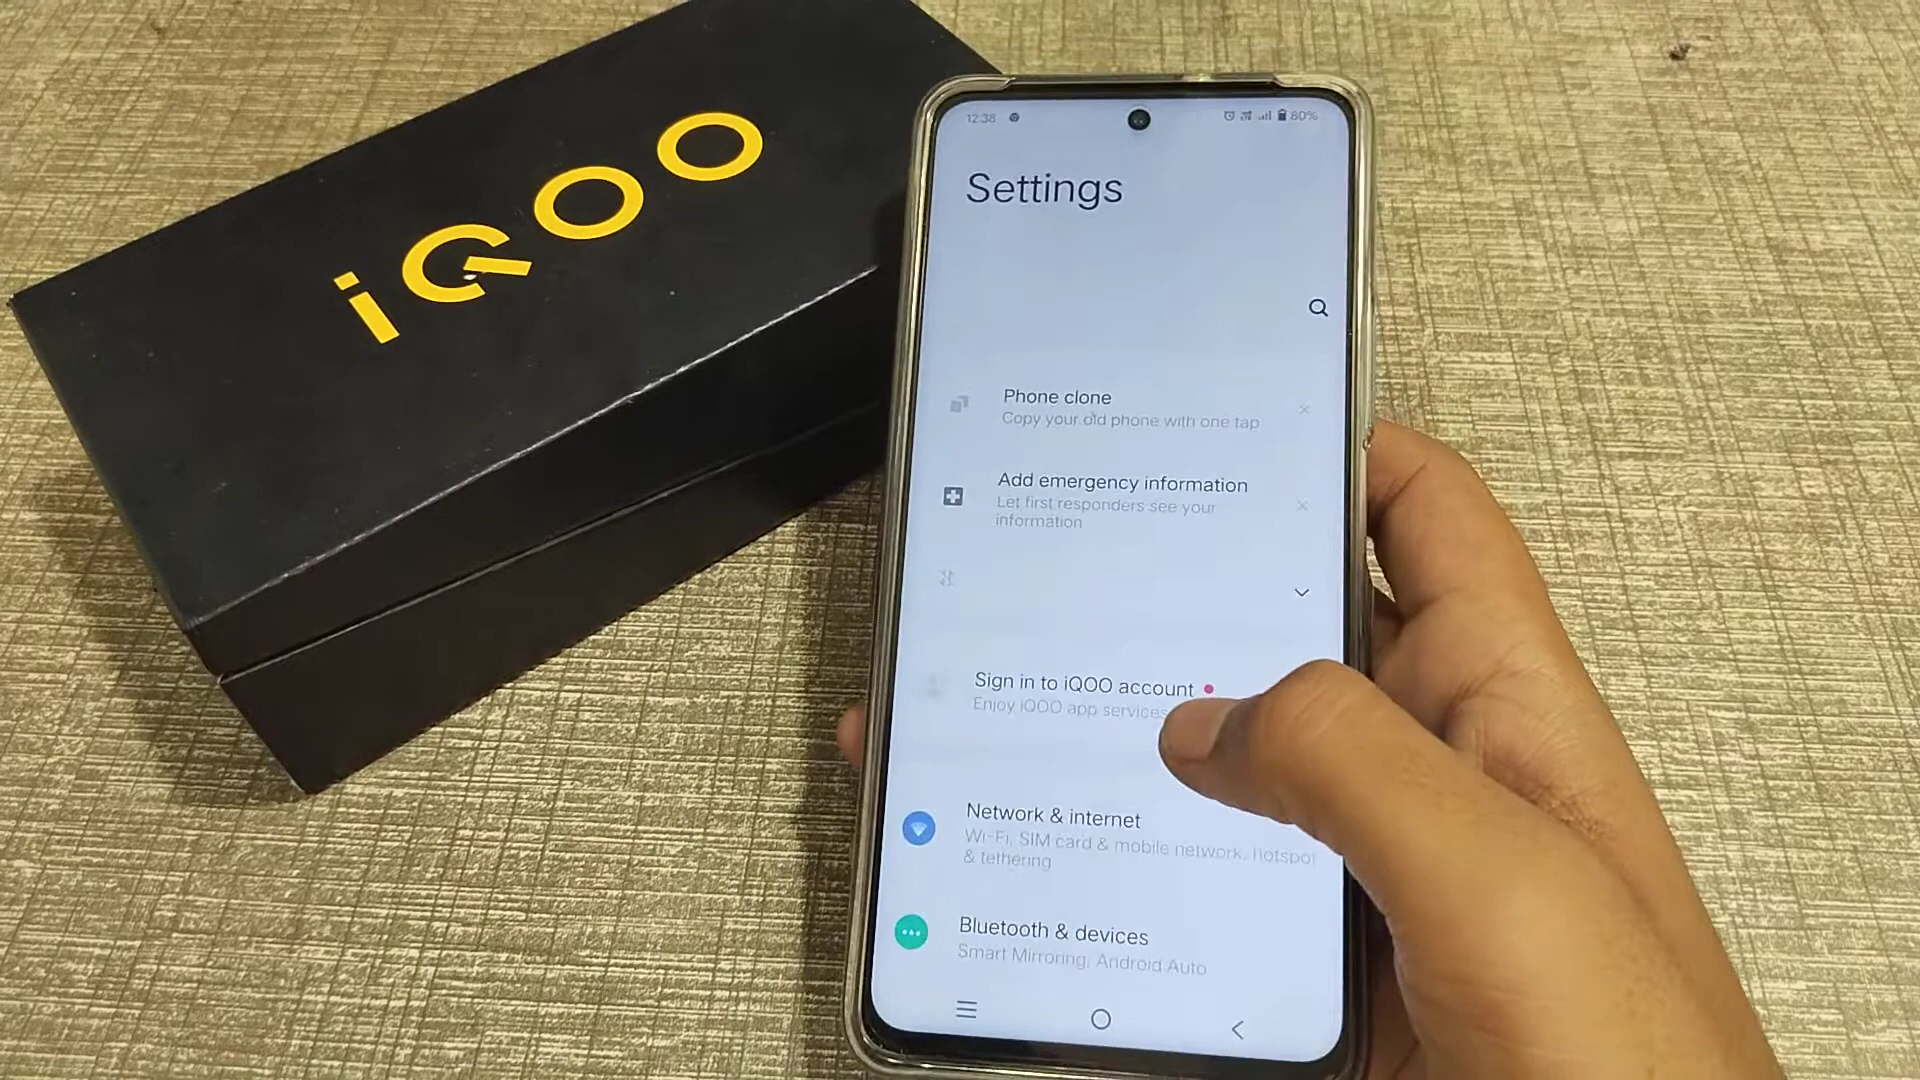 iQOO
12:38
80%
Settings
Phone clone
Copy your old phone with one tap
Add emergency information
Let first responders see your
information
Sign in to iQOO account
Enjoy iQOO app services
Network & internet
Wi-Fi, SIM card & mobile network, hotspot
& tethering
Bluetooth & devices
Smart Mirroring, Android Auto